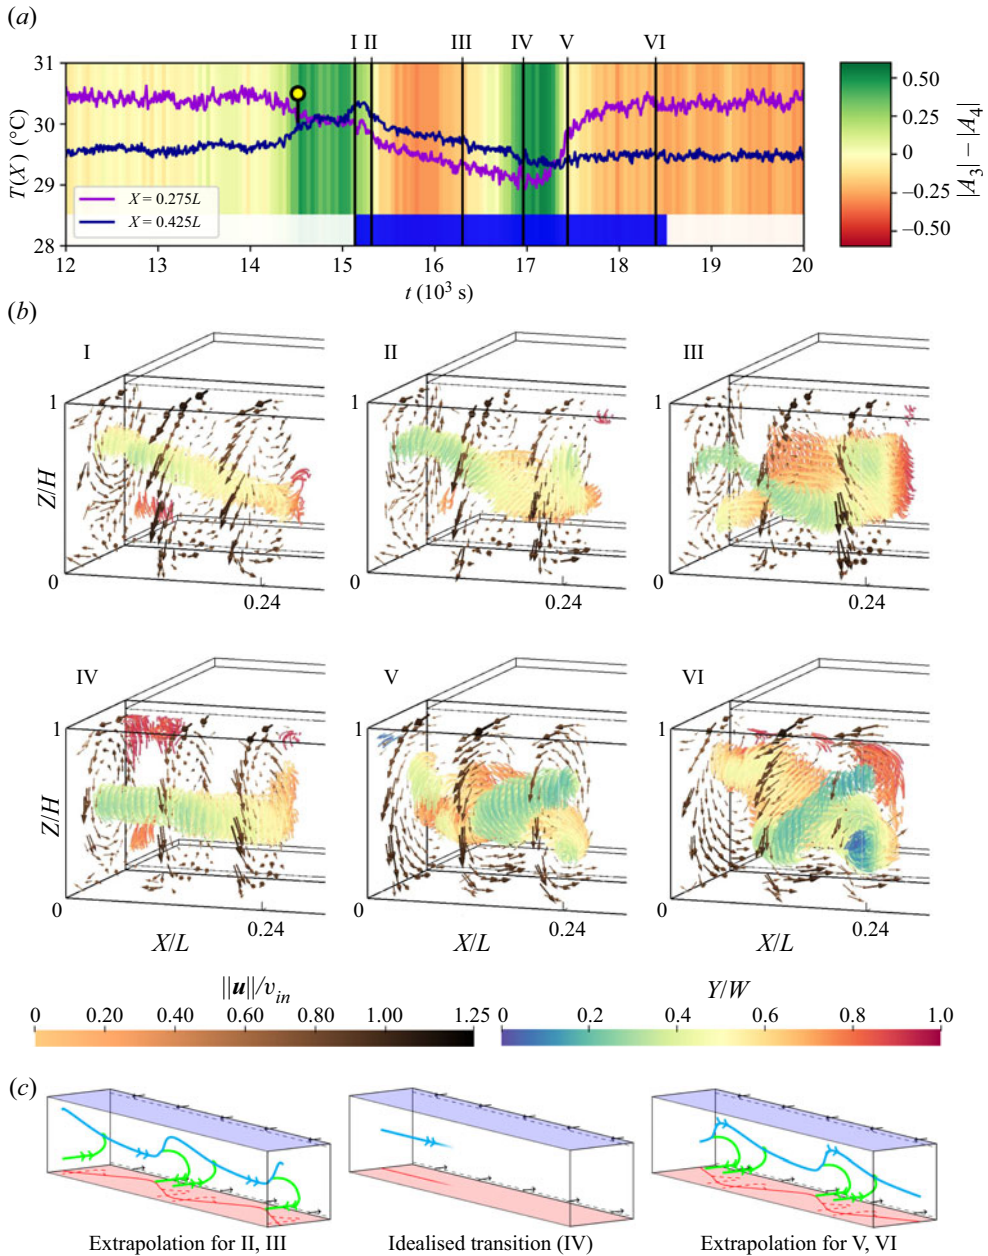 (a)
I II III IV V VI
31
30
29
28
T(X) (°C)
X = 0.275L
X = 0.425L
12 13 14 15 16 17 18 19 20
t (10³ s)
0.50
0.25
0
−0.25
−0.50
|A₃| − |A₄|
(b)
I II III
1 1 1
Z/H
0 0 0
0.24 0.24 0.24
IV V VI
1 1 1
Z/H
0 0 0
0.24 0.24 0.24
X/L X/L X/L
||u||/v_in
0 0.20 0.40 0.60 0.80 1.00 1.25
Y/W
0 0.2 0.4 0.6 0.8 1.0
(c)
Extrapolation for II, III
Idealised transition (IV)
Extrapolation for V, VI